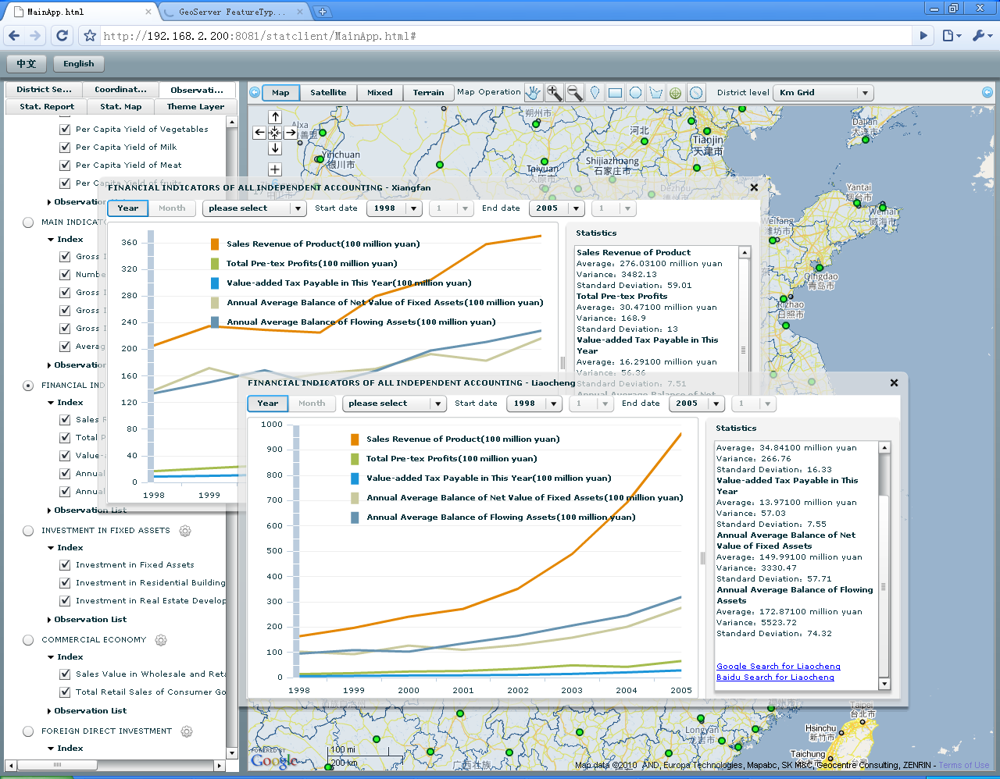 MainApp.html
GeoServer FeatureTyp...
http://192.168.2.200:8081/statclient/MainApp.html#
中文
English
District Se...
Coordinat...
Observati...
Stat. Report
Stat. Map
Theme Layer
Map
Satellite
Mixed
Terrain
Map Operation
District level
Km Grid
Per Capita Yield of Vegetables
Per Capita Yield of Milk
Per Capita Yield of Meat
Per Capita Yield of fruits
Observation
MAIN INDICAT
Index
Gross
Numbe
Gross
Gross
Gross
Averag
Observation
FINANCIAL IND
Index
Sales R
Total P
Value-
Annual
Annual
Observation List
INVESTMENT IN FIXED ASSETS
Index
Investment in Fixed Assets
Investment in Residential Building
Investment in Real Estate Develop
Observation List
COMMERCIAL ECONOMY
Index
Sales Value in Wholesale and Reta
Total Retail Sales of Consumer Go
Observation List
FOREIGN DIRECT INVESTMENT
Index
Alxa
善盟
Yinchuan
银川市
朔州市
Taiyuan
太原市
Shijiazhuang
石家庄市
河北
Tianjin
天津市
Dezhou
Dalian
大连市
Yantai
烟台市
Weihai
威海市
Weifang
潍坊市
Qingdao
青岛市
Rizhao
日照市
FINANCIAL INDICATORS OF ALL INDEPENDENT ACCOUNTING - Xiangfan
Year
Month
please select
Start date
1998
1
End date
2005
1
360
320
280
240
200
160
120
80
40
0
1998
1999
Sales Revenue of Product(100 million yuan)
Total Pre-tex Profits(100 million yuan)
Value-added Tax Payable in This Year(100 million yuan)
Annual Average Balance of Net Value of Fixed Assets(100 million yuan)
Annual Average Balance of Flowing Assets(100 million yuan)
Statistics
Sales Revenue of Product
Average: 276.03100 million yuan
Variance: 3482.13
Standard Deviation: 59.01
Total Pre-tex Profits
Average: 30.47100 million yuan
Variance: 168.9
Standard Deviation: 13
Value-added Tax Payable in This
Year
Average: 16.29100 million yuan
Variance: 56.36
Standard Deviation: 7.51
Annual Average Balance of Net
FINANCIAL INDICATORS OF ALL INDEPENDENT ACCOUNTING - Liaocheng
Year
Month
please select
Start date
1998
1
End date
2005
1
1000
900
800
700
600
500
400
300
200
100
0
1998
1999
2000
2001
2002
2003
2004
2005
Sales Revenue of Product(100 million yuan)
Total Pre-tex Profits(100 million yuan)
Value-added Tax Payable in This Year(100 million yuan)
Annual Average Balance of Net Value of Fixed Assets(100 million yuan)
Annual Average Balance of Flowing Assets(100 million yuan)
Statistics
Average: 34.84100 million yuan
Variance: 266.76
Standard Deviation: 16.33
Value-added Tax Payable in This
Year
Average: 13.97100 million yuan
Variance: 57.03
Standard Deviation: 7.55
Annual Average Balance of Net
Value of Fixed Assets
Average: 149.99100 million yuan
Variance: 3330.47
Standard Deviation: 57.71
Annual Average Balance of Flowing
Assets
Average: 172.87100 million yuan
Variance: 5523.72
Standard Deviation: 74.32
Google Search for Liaocheng
Baidu Search for Liaocheng
Taipei
台北市
Hsinchu
新竹市
Taichung
台湾
Longyan
龙岩市
广西壮族
POWERED BY
Google
100 mi
200 km
Map data ©2010 AND, Europa Technologies, Mapabc, SK M&C, Geocentre Consulting, ZENRIN - Terms of Use